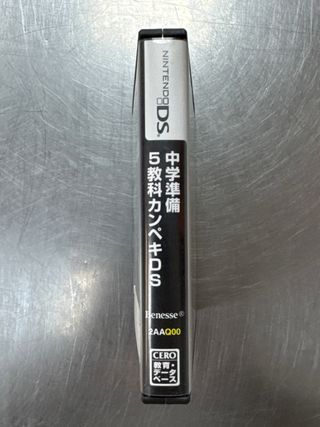 NINTENDO
DS
中学準備
5教科カンペキDS
Benesse®
2AAQ00
CERO
教育・
データ
ベース